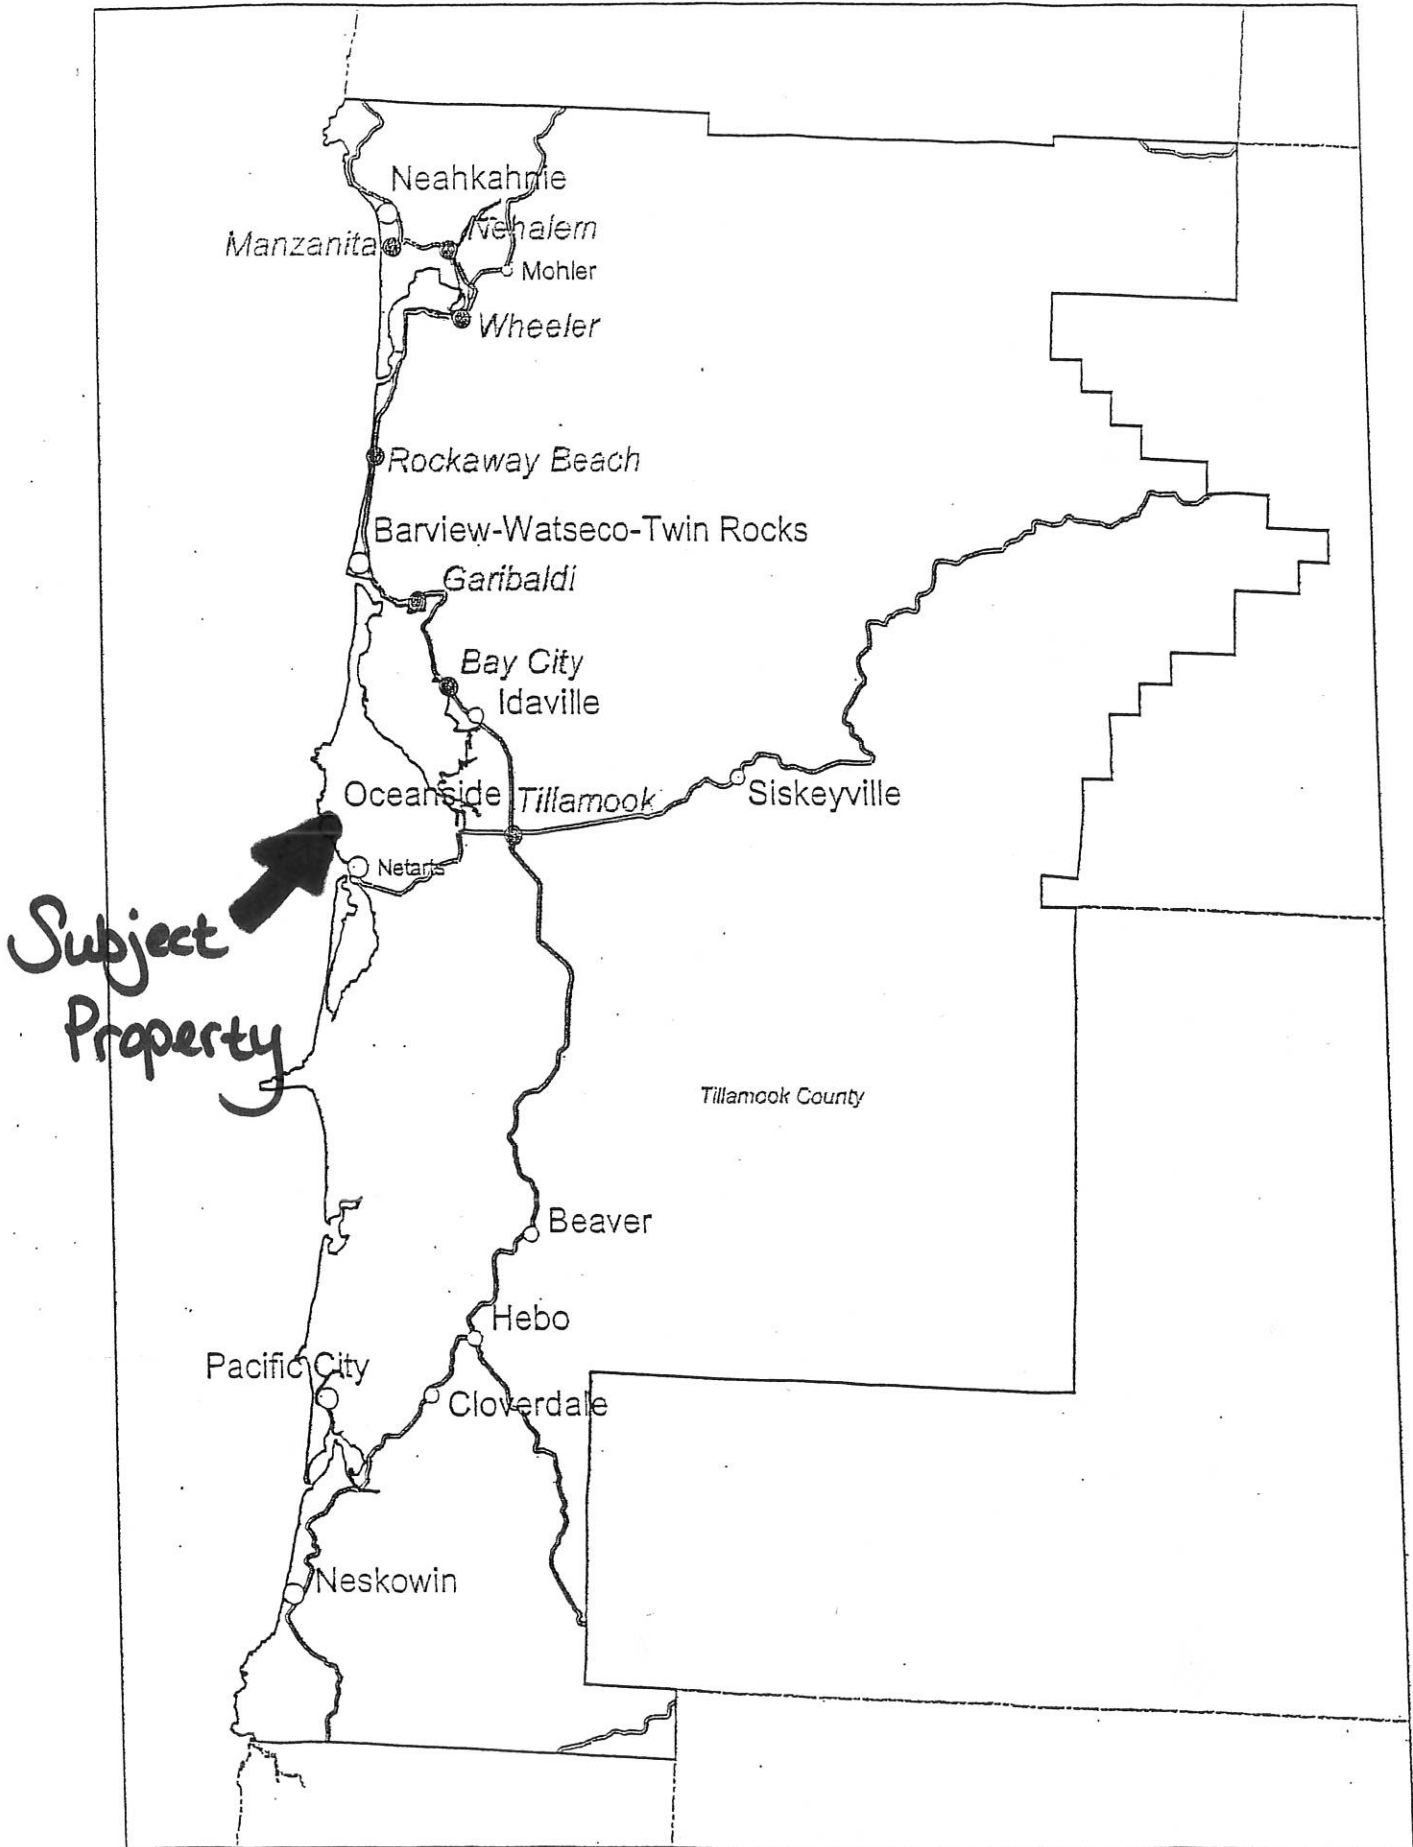 Neahkahnie
Nehalem
Manzanita
Mohler
Wheeler
Rockaway Beach
Barview-Watseco-Twin Rocks
Garibaldi
Bay City
Idaville
Oceanside
Tillamook
Siskeyville
Netarts
Subject
Property
Tillamook County
Beaver
Hebo
Pacific City
Cloverdale
Neskowin